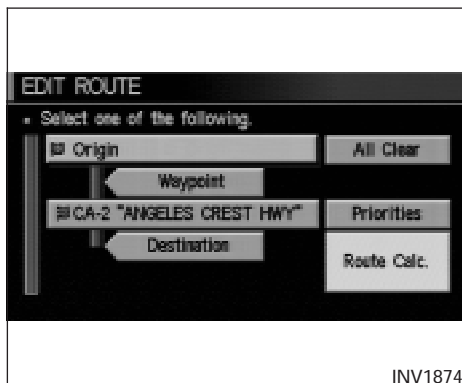 EDIT ROUTE
Select one of the following.
Origin
All Clear
Waypoint
CA-2 "ANGELES CREST HWY"
Priorities
Destination
Route Calc.
INV1874